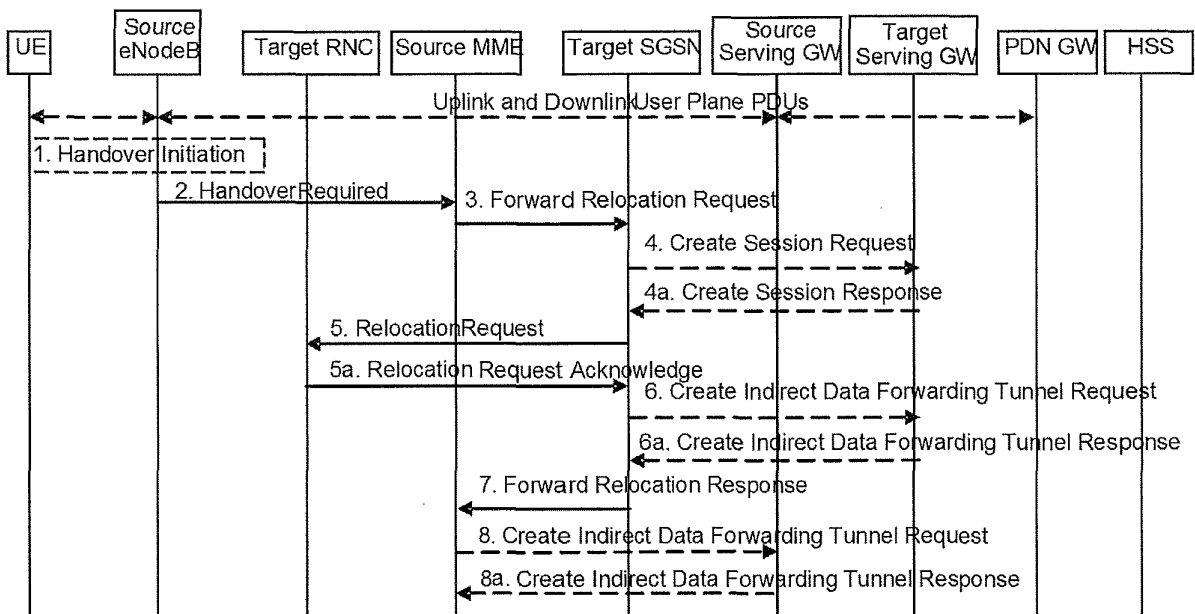 UE
Source
eNodeB
Target RNC
Source MME
Target SGSN
Source
Serving GW
Target
Serving GW
PDN GW
HSS
Uplink and Downlink User Plane PDUs
1. Handover Initiation
2. Handover Required
3. Forward Relocation Request
4. Create Session Request
4a. Create Session Response
5. Relocation Request
5a. Relocation Request Acknowledge
6. Create Indirect Data Forwarding Tunnel Request
6a. Create Indirect Data Forwarding Tunnel Response
7. Forward Relocation Response
8. Create Indirect Data Forwarding Tunnel Request
8a. Create Indirect Data Forwarding Tunnel Response